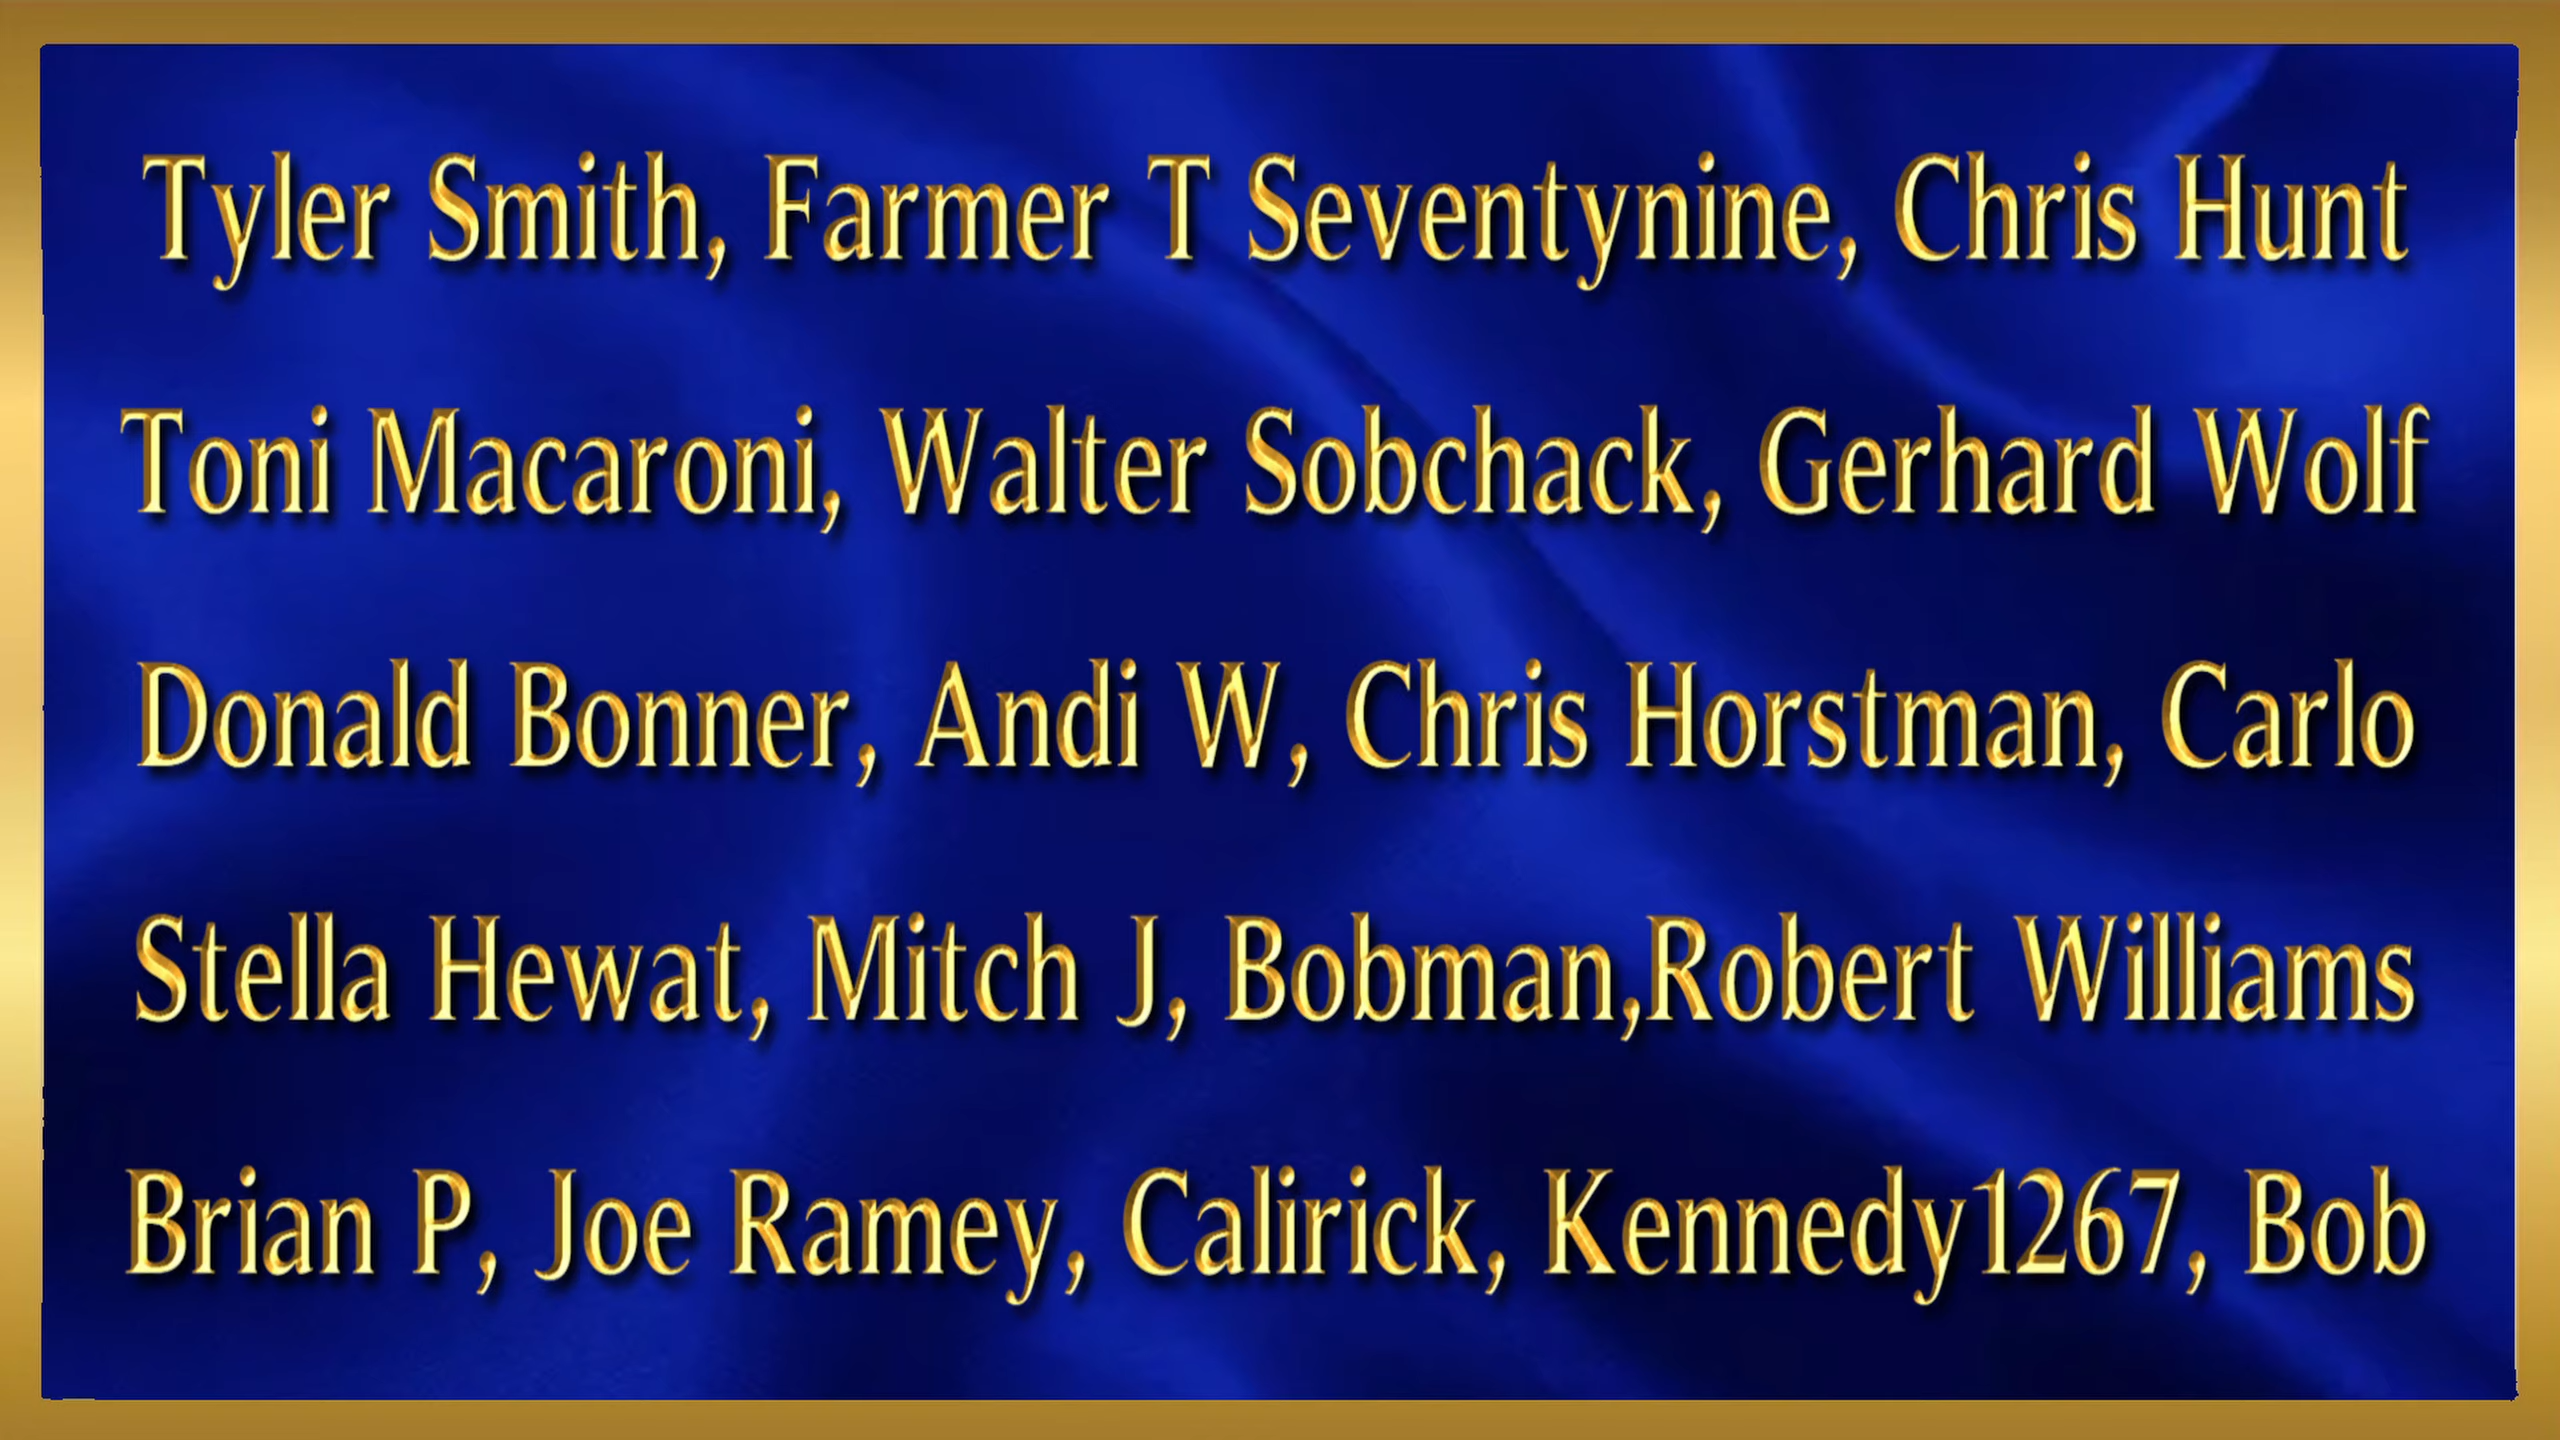 Tyler Smith, Farmer T Seventynine, Chris Hunt
Toni Macaroni, Walter Sobchack, Gerhard Wolf
Donald Bonner, Andi W, Chris Horstman, Carlo
Stella Hewat, Mitch J, Bobman,Robert Williams
Brian P, Joe Ramey, Calirick, Kennedy1267, Bob